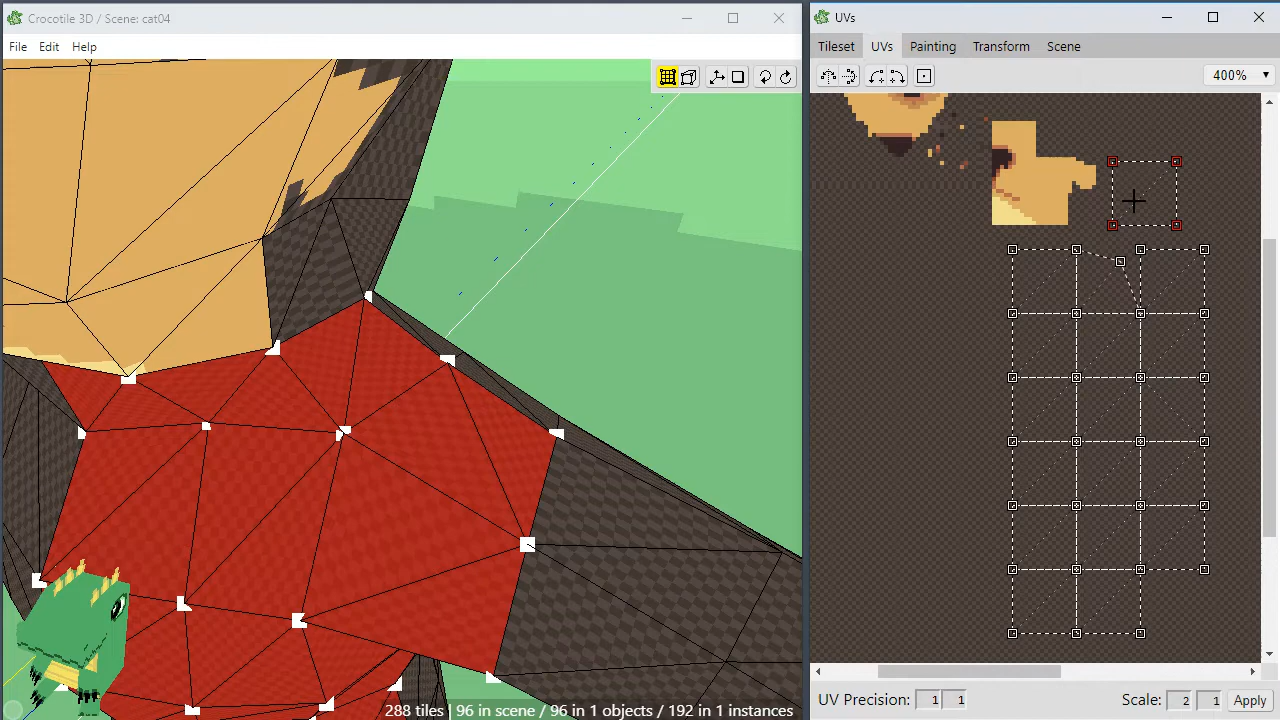 Crocotile 3D / Scene: cat04
File Edit Help
288 tiles | 96 in scene / 96 in 1 objects / 192 in 1 instances
UVs
Tileset UVs Painting Transform Scene
400%
UV Precision: 1 1 Scale: 2 1 Apply